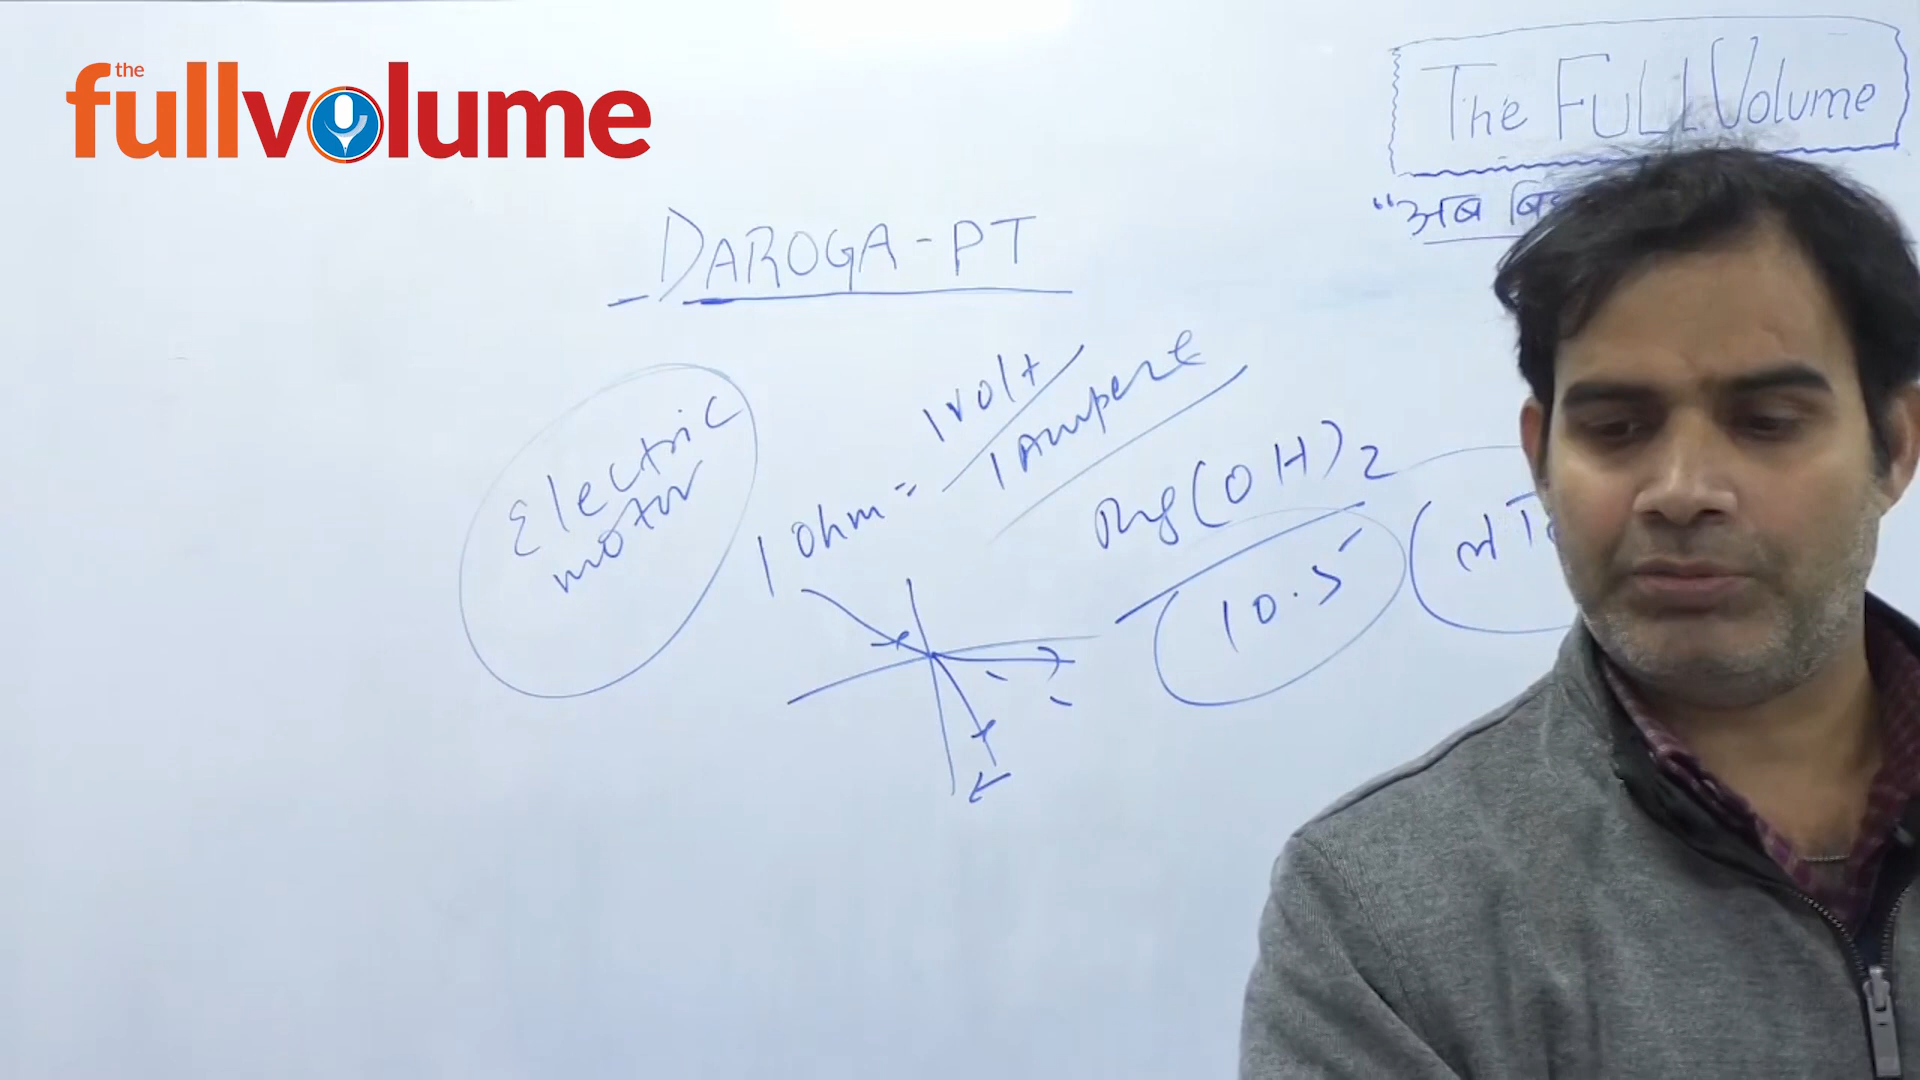 the
fullvolume
The FULL Volume
"अब
DAROGA-PT
Electric
motor
1 ohm = 1 volt
1 Ampere
Mg(OH)2
10.5